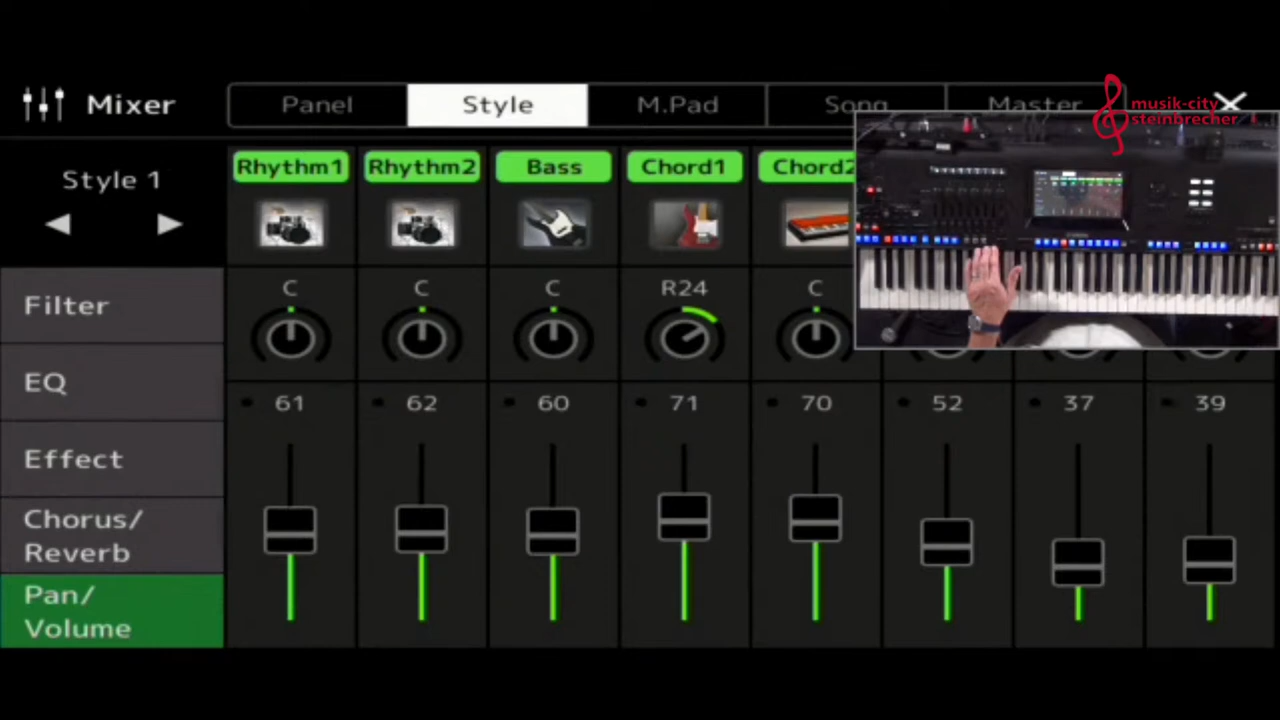 Mixer
Panel
Style
M.Pad
Song
Master
musik-city
steinbrecher
Style 1
Rhythm1
Rhythm2
Bass
Chord1
Chord2
Filter
C
C
C
R24
C
EQ
61
62
60
71
70
52
37
39
Effect
Chorus/
Reverb
Pan/
Volume